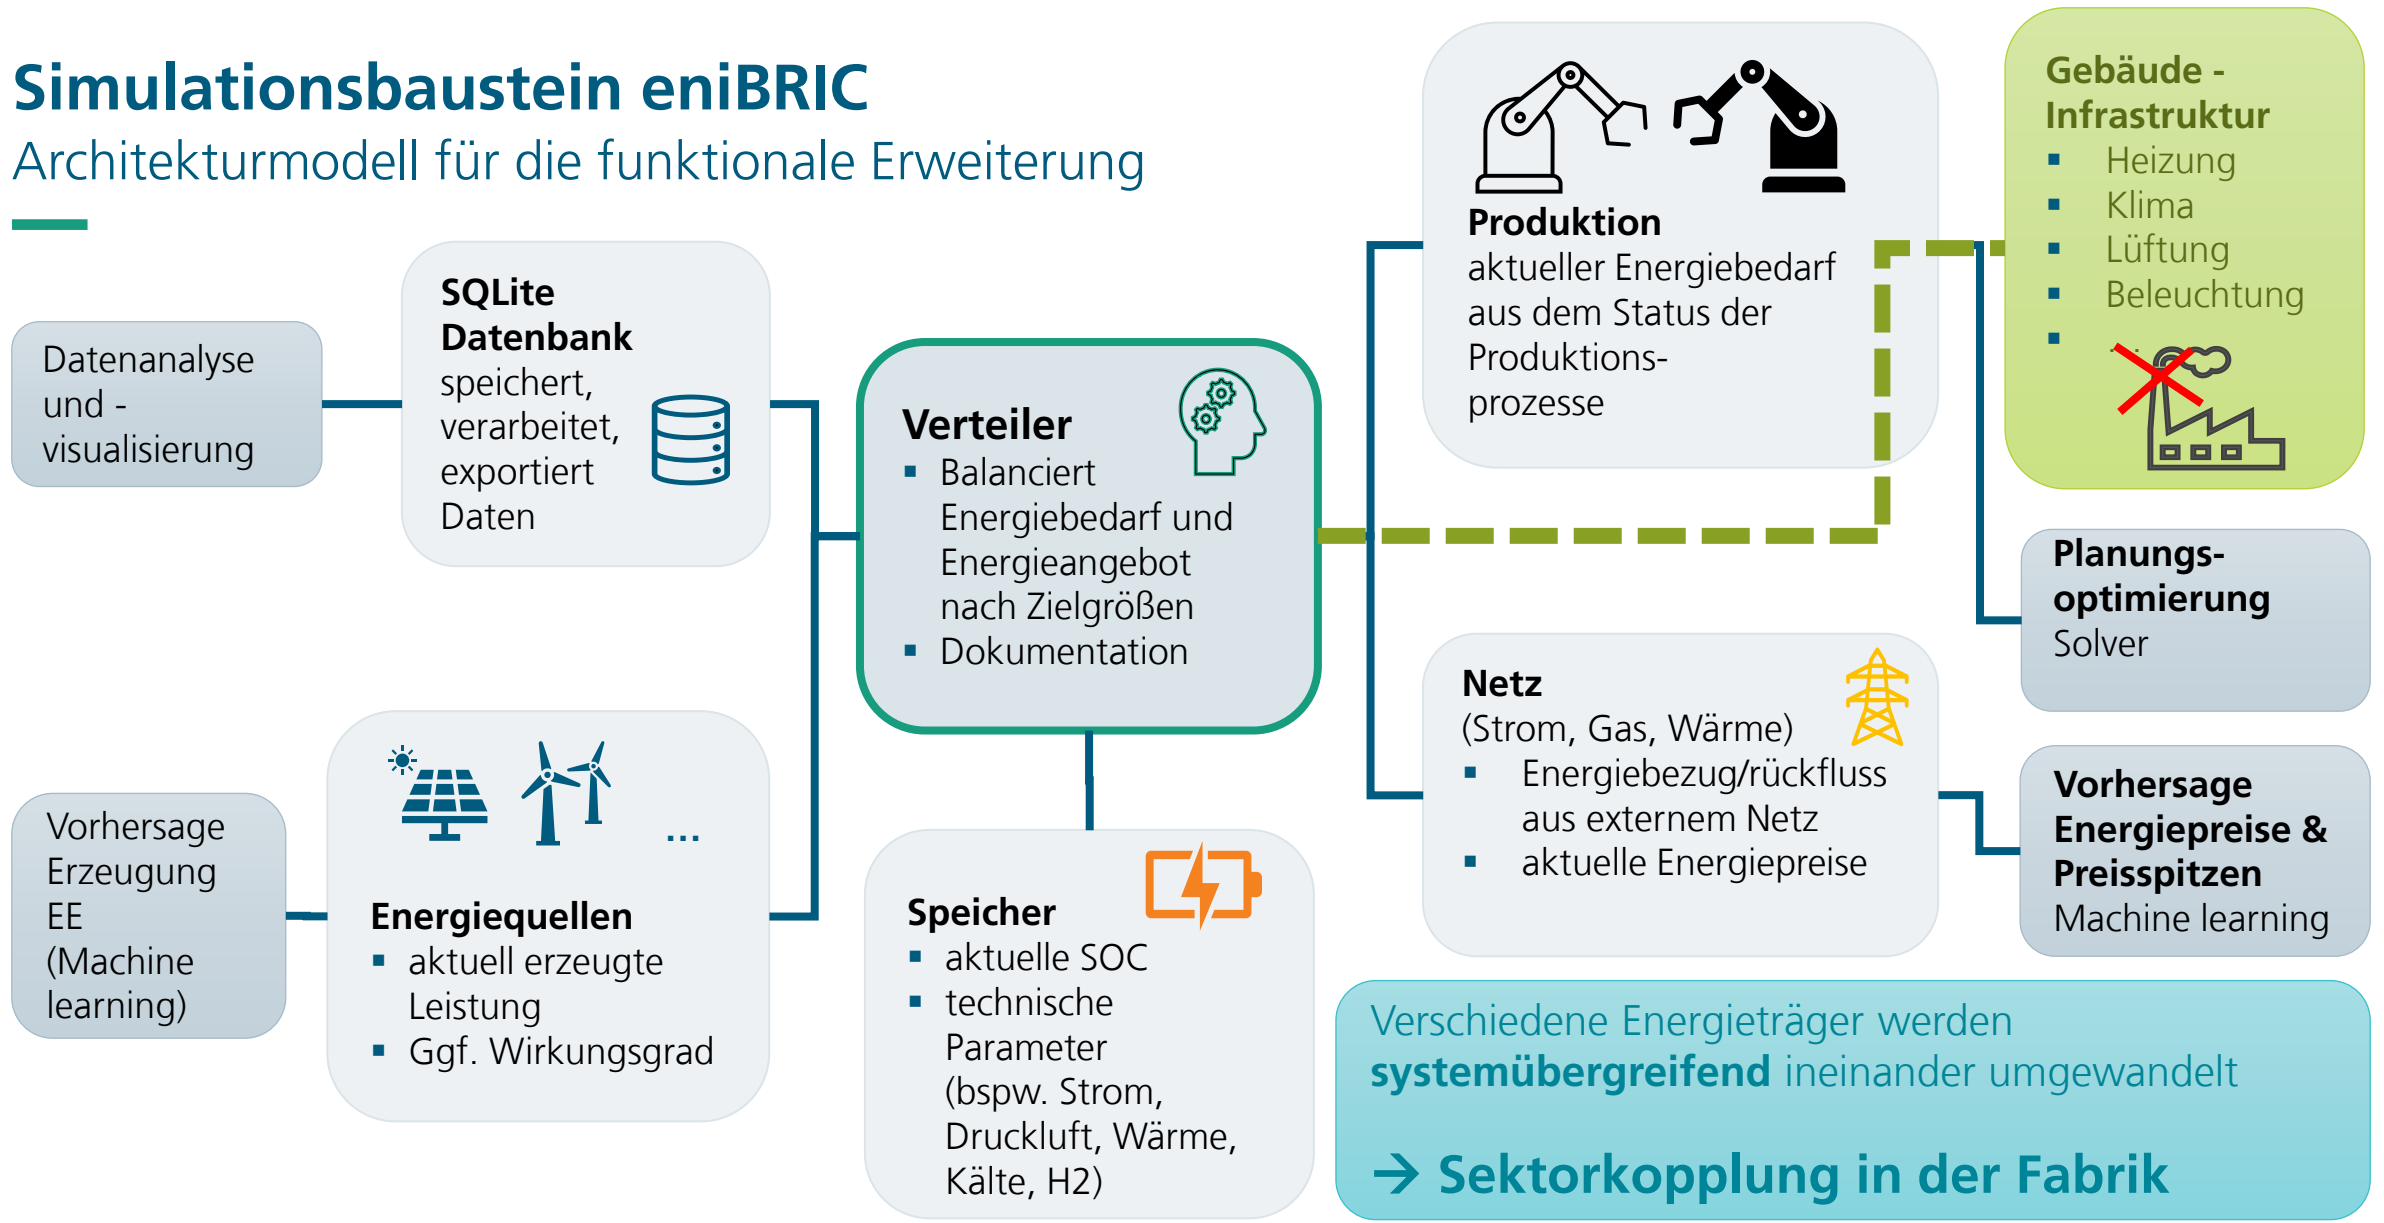 Simulationsbaustein eniBRIC
Architekturmodell für die funktionale Erweiterung
Datenanalyse
und -
visualisierung
SQLite
Datenbank
speichert,
verarbeitet,
exportiert
Daten
Vorhersage
Erzeugung
EE
(Machine
learning)
...
Energiequellen
▪ aktuell erzeugte
Leistung
▪ Ggf. Wirkungsgrad
Verteiler
▪ Balanciert
Energiebedarf und
Energieangebot
nach Zielgrößen
▪ Dokumentation
Speicher
▪ aktuelle SOC
▪ technische
Parameter
(bspw. Strom,
Druckluft, Wärme,
Kälte, H2)
Produktion
aktueller Energiebedarf
aus dem Status der
Produktions-
prozesse
Netz
(Strom, Gas, Wärme)
▪ Energiebezug/rückfluss
aus externem Netz
▪ aktuelle Energiepreise
Gebäude -
Infrastruktur
▪ Heizung
▪ Klima
▪ Lüftung
▪ Beleuchtung
▪ ...
Planungs-
optimierung
Solver
Vorhersage
Energiepreise &
Preisspitzen
Machine learning
Verschiedene Energieträger werden
systemübergreifend ineinander umgewandelt
→ Sektorkopplung in der Fabrik